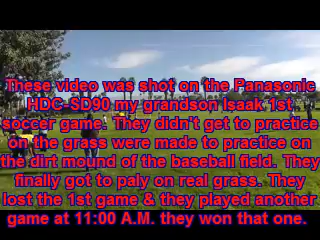 These video was shot on the Panasonic
HDC-SD90 my grandson Isaak 1st
soccer game. They didn't get to practice
on the grass were made to practice on
the dirt mound of the baseball field. They
finally got to paly on real grass. They
lost the 1st game & they played another
game at 11:00 A.M. they won that one.